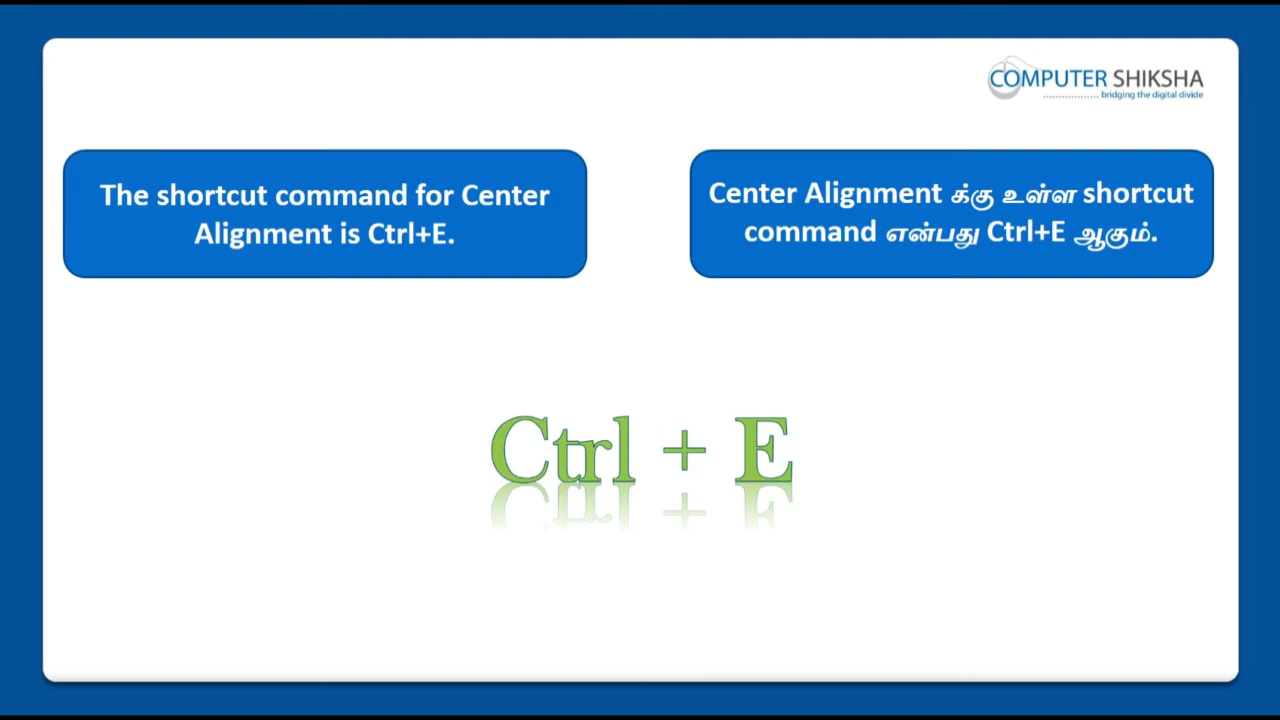 COMPUTER SHIKSHA
bridging the digital divide
The shortcut command for Center
Alignment is Ctrl+E.
Center Alignment க்கு உள்ள shortcut
command என்பது Ctrl+E ஆகும்.
Ctrl + E